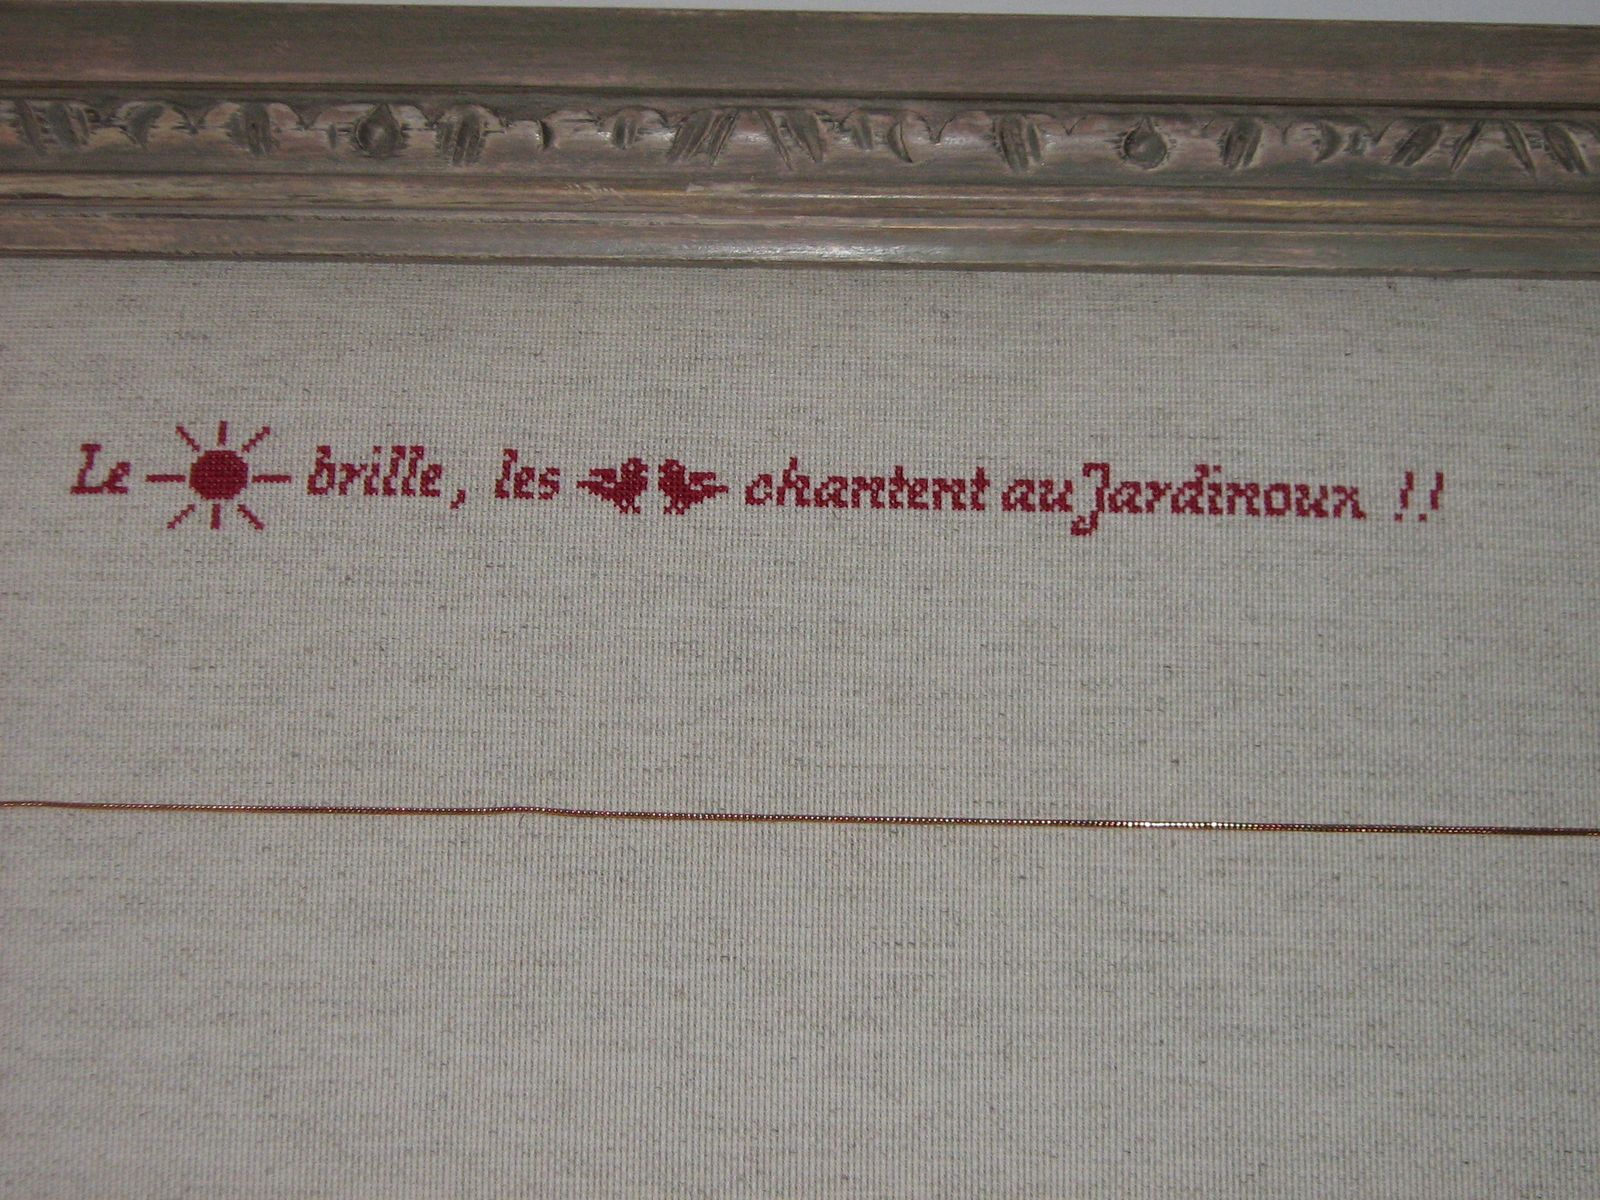 Le brille, les chantent au Jardinoux !!